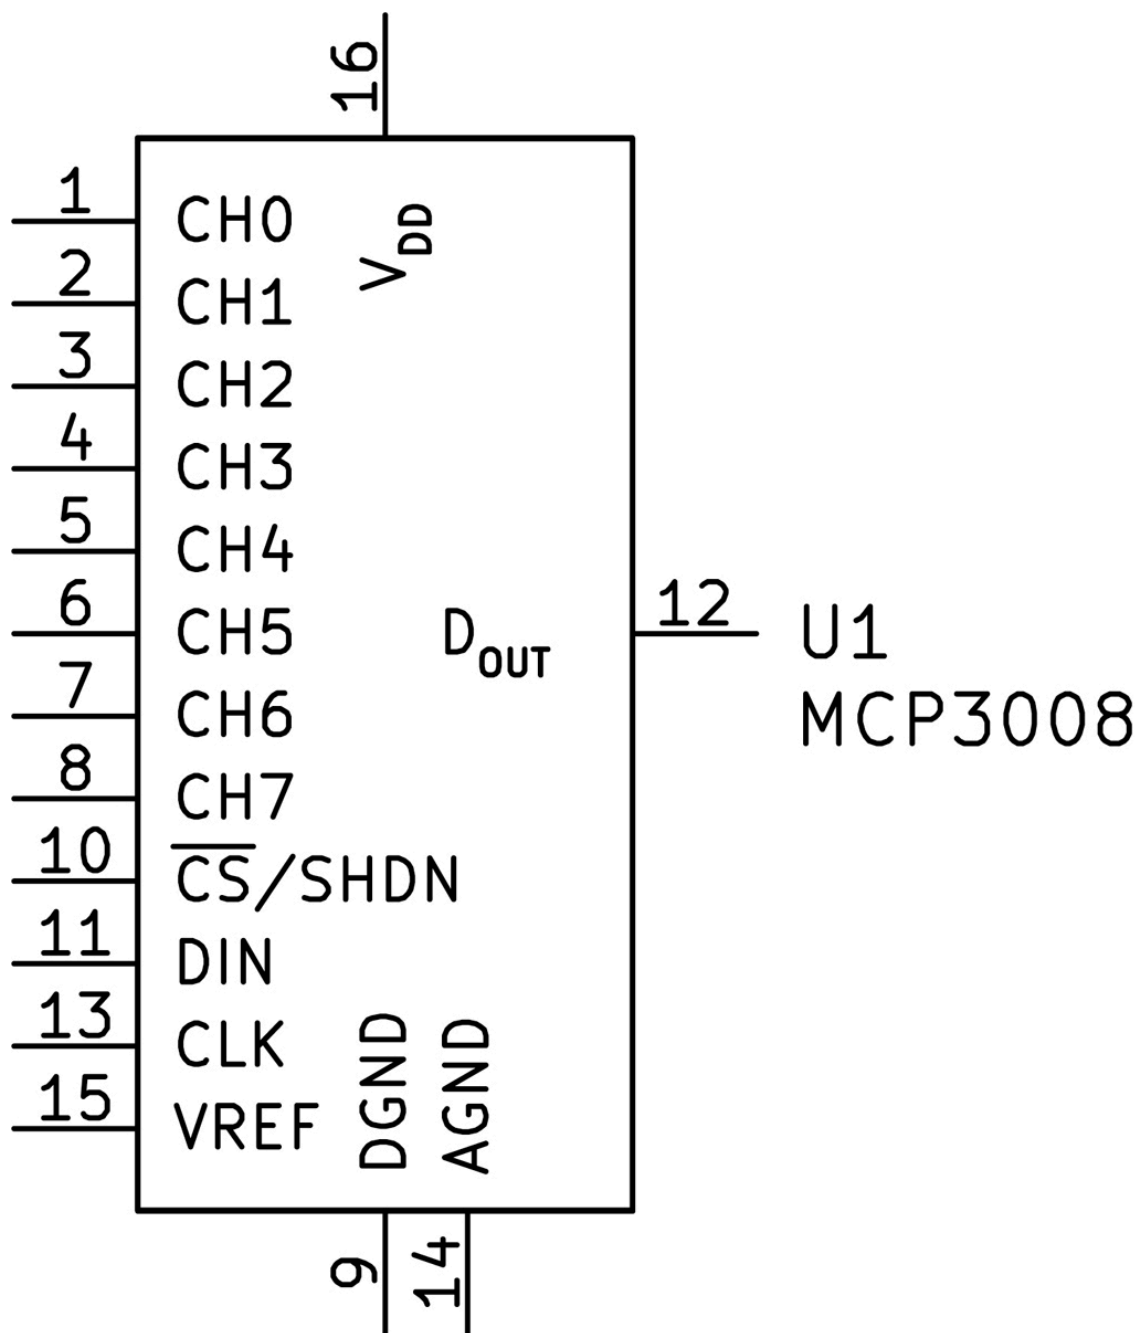 16
V_DD
1 CH0
2 CH1
3 CH2
4 CH3
5 CH4
6 CH5
D_OUT 12
7 CH6
8 CH7
10 C̅S̅/SHDN
11 DIN
13 CLK
15 VREF
DGND 9
AGND 14
U1
MCP3008